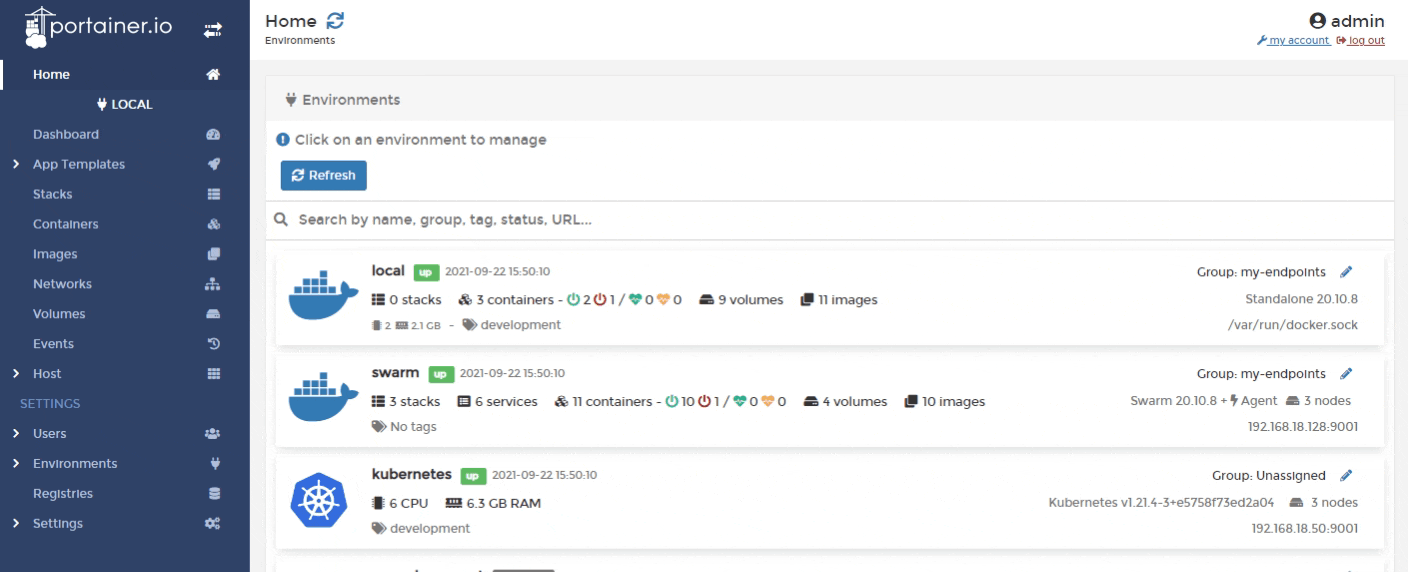 portainer.io
Home
LOCAL
Dashboard
App Templates
Stacks
Containers
Images
Networks
Volumes
Events
Host
SETTINGS
Users
Environments
Registries
Settings
Home
Environments
admin
my account log out
Environments
Click on an environment to manage
Refresh
Search by name, group, tag, status, URL...
local up 2021-09-22 15:50:10 Group: my-endpoints
0 stacks 3 containers - 2 1 / 0 0 9 volumes 11 images Standalone 20.10.8
2 2.1 GB - development /var/run/docker.sock
swarm up 2021-09-22 15:50:10 Group: my-endpoints
3 stacks 6 services 11 containers - 10 1 / 0 0 4 volumes 10 images Swarm 20.10.8 + Agent 3 nodes
No tags 192.168.18.128:9001
kubernetes up 2021-09-22 15:50:10 Group: Unassigned
6 CPU 6.3 GB RAM Kubernetes v1.21.4-3+e5758f73ed2a04 3 nodes
development 192.168.18.50:9001